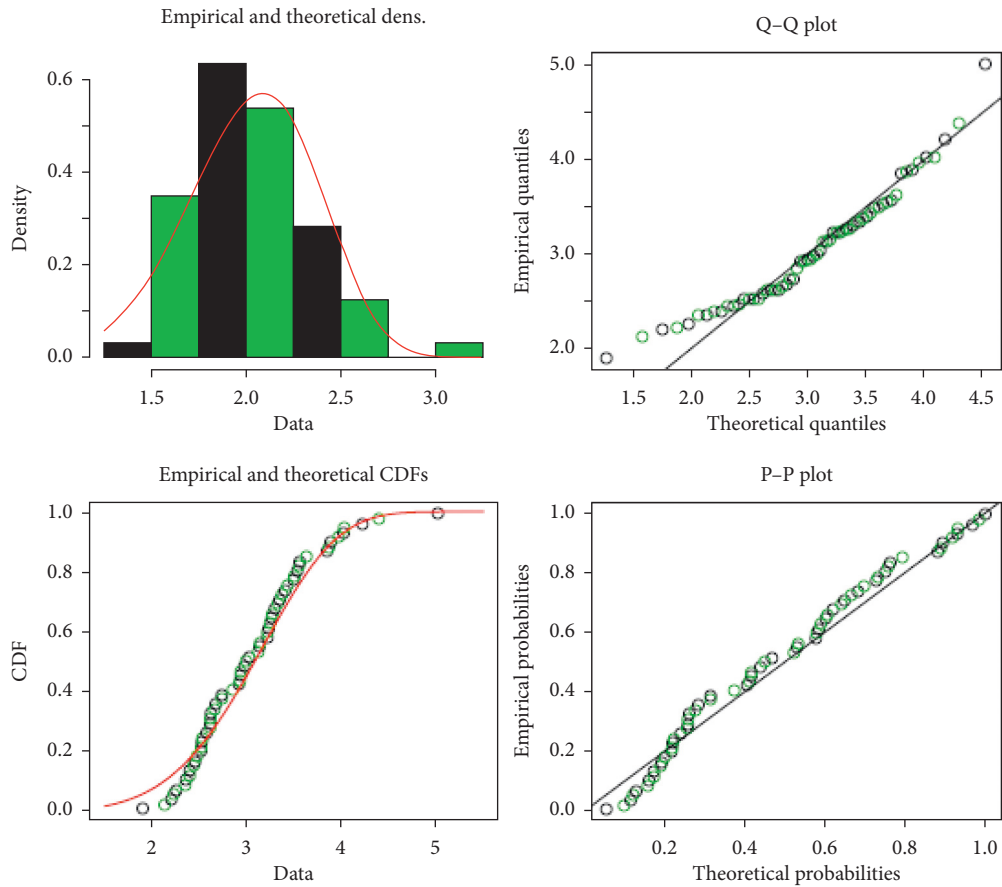 Empirical and theoretical dens.
Density
0.6
0.4
0.2
0.0
1.5 2.0 2.5 3.0
Data
Q–Q plot
Empirical quantiles
5.0
4.0
3.0
2.0
1.5 2.0 2.5 3.0 3.5 4.0 4.5
Theoretical quantiles
Empirical and theoretical CDFs
CDF
1.0
0.8
0.6
0.4
0.2
0.0
2 3 4 5
Data
P–P plot
Empirical probabilities
1.0
0.8
0.6
0.4
0.2
0.0
0.2 0.4 0.6 0.8 1.0
Theoretical probabilities